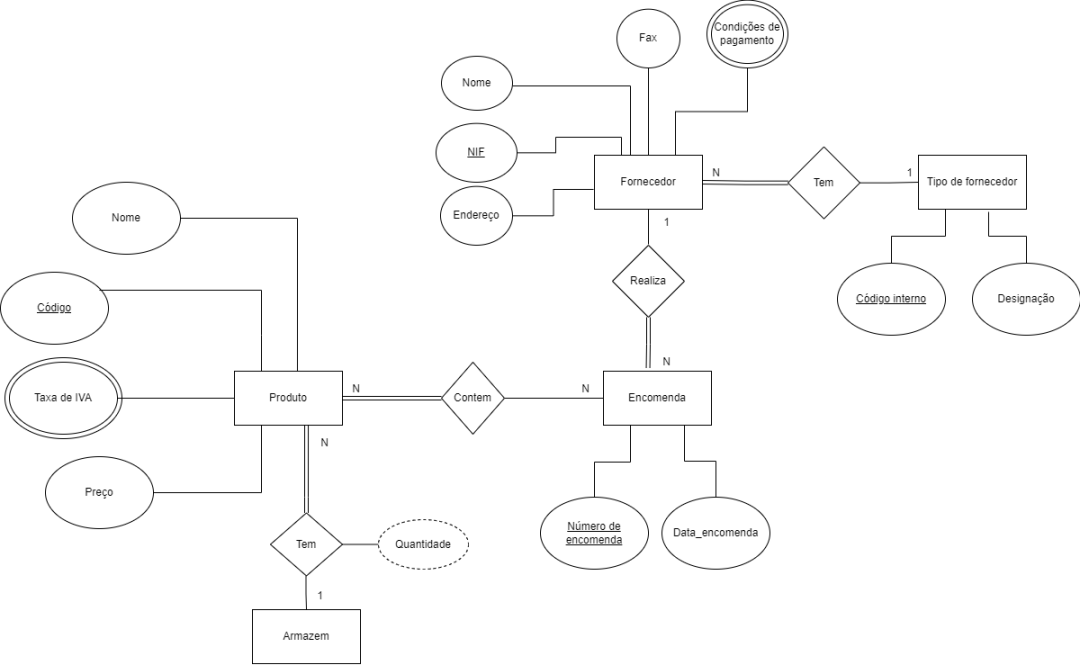 Condições de
pagamento
Fax
Nome
NIF
Fornecedor
N
Tem
1
Tipo de fornecedor
Endereço
Nome
1
Realiza
Código interno
Designação
Código
N
Taxa de IVA
Produto
N
Contem
N
Encomenda
N
Preço
Número de
encomenda
Data_encomenda
Tem
Quantidade
1
Armazem